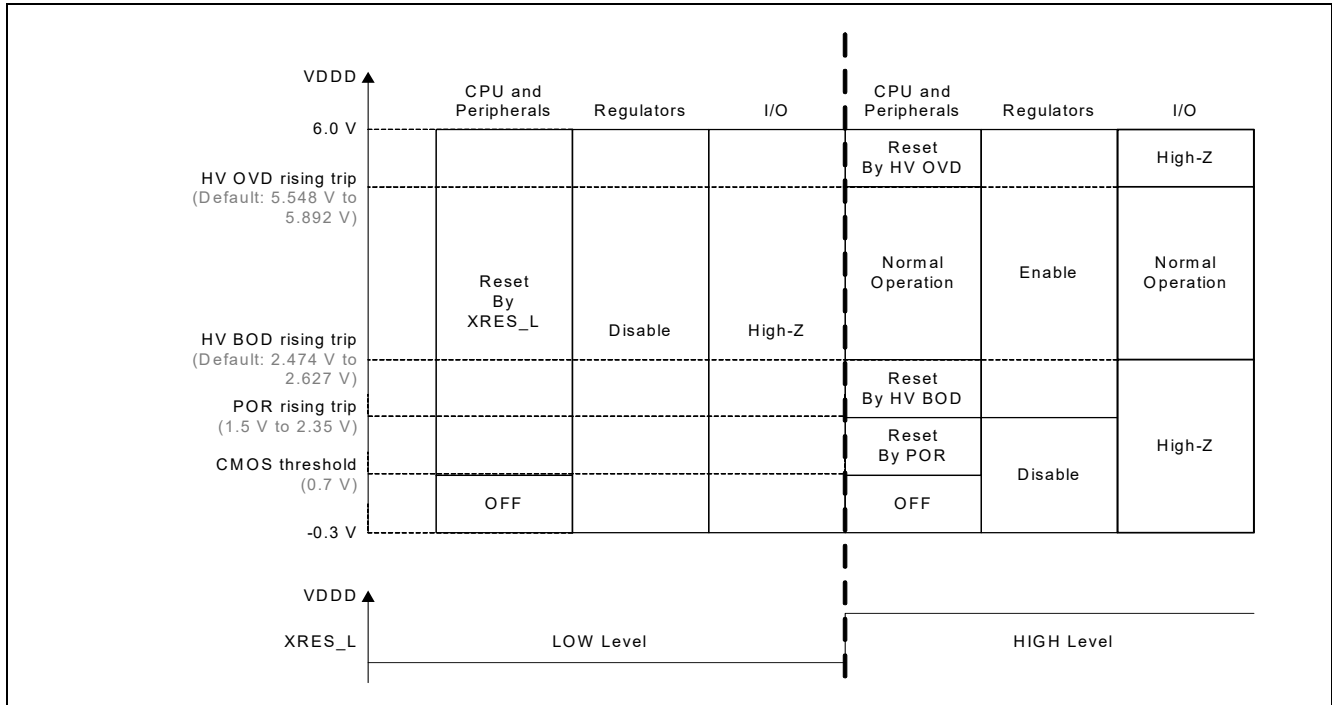 VDDD
CPU and
Peripherals
Regulators
I/O
CPU and
Peripherals
Regulators
I/O
6.0 V
Reset
By HV OVD
High-Z
HV OVD rising trip
(Default: 5.548 V to
5.892 V)
Reset
By
XRES_L
Disable
High-Z
Normal
Operation
Enable
Normal
Operation
HV BOD rising trip
(Default: 2.474 V to
2.627 V)
Reset
By HV BOD
POR rising trip
(1.5 V to 2.35 V)
Reset
By POR
High-Z
CMOS threshold
(0.7 V)
Disable
OFF
OFF
-0.3 V
VDDD
XRES_L
LOW Level
HIGH Level